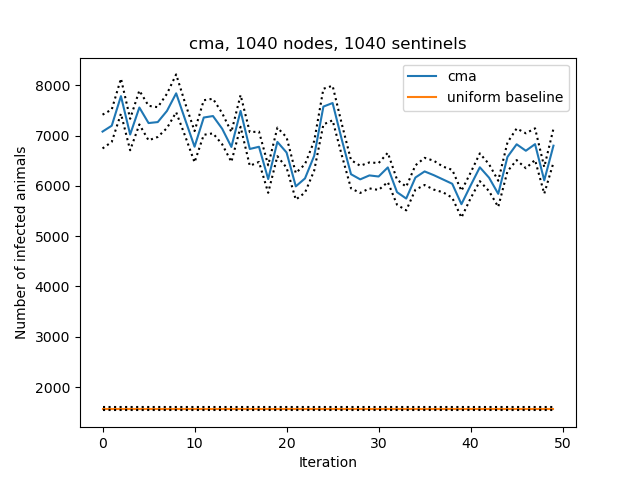 cma, 1040 nodes, 1040 sentinels
cma
uniform baseline
8000
7000
6000
5000
4000
3000
2000
Number of infected animals
0 10 20 30 40 50
Iteration